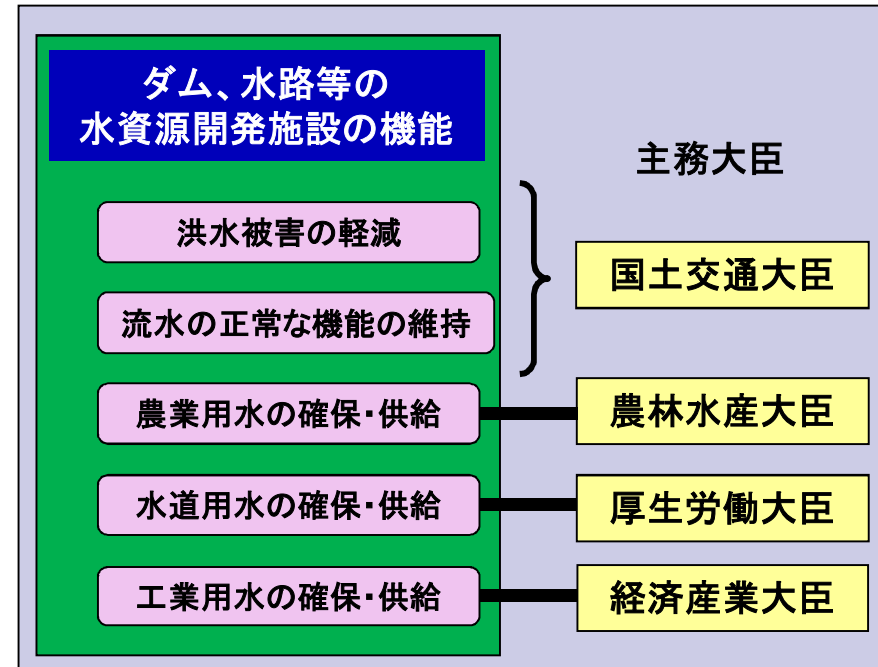 ダム、水路等の
水資源開発施設の機能
主務大臣
洪水被害の軽減
国土交通大臣
流水の正常な機能の維持
農業用水の確保・供給
農林水産大臣
水道用水の確保・供給
厚生労働大臣
工業用水の確保・供給
経済産業大臣